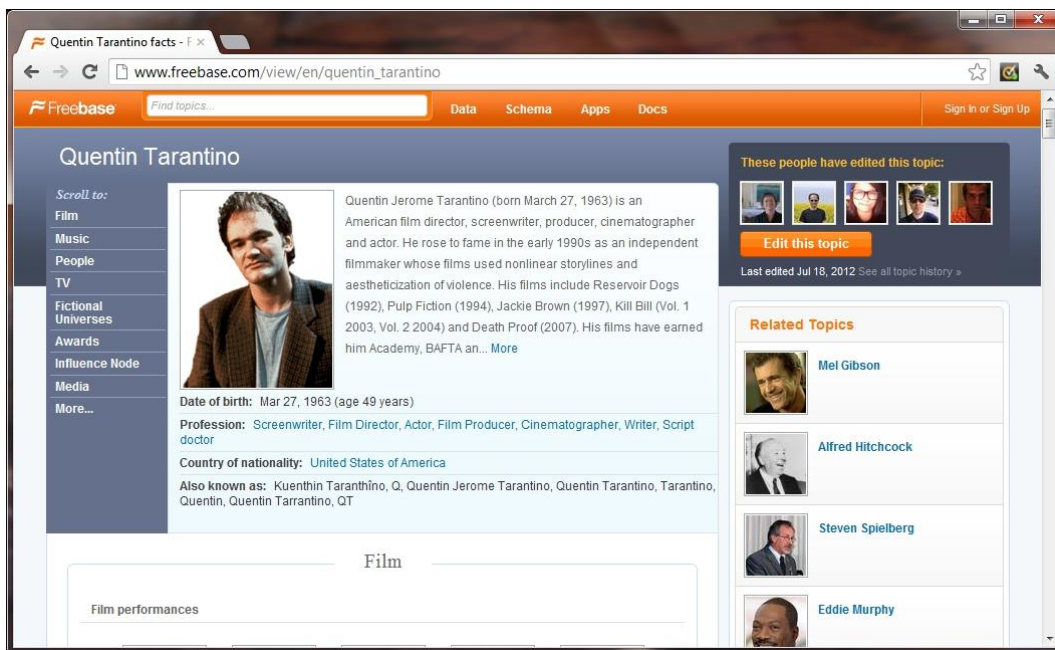 Quentin Tarantino facts - F
www.freebase.com/view/en/quentin_tarantino
Freebase
Find topics...
Data Schema Apps Docs
Sign In or Sign Up
Quentin Tarantino
Scroll to:
Film
Music
People
TV
Fictional
Universes
Awards
Influence Node
Media
More...
Quentin Jerome Tarantino (born March 27, 1963) is an
American film director, screenwriter, producer, cinematographer
and actor. He rose to fame in the early 1990s as an independent
filmmaker whose films used nonlinear storylines and
aestheticization of violence. His films include Reservoir Dogs
(1992), Pulp Fiction (1994), Jackie Brown (1997), Kill Bill (Vol. 1
2003, Vol. 2 2004) and Death Proof (2007). His films have earned
him Academy, BAFTA an... More
Date of birth: Mar 27, 1963 (age 49 years)
Profession: Screenwriter, Film Director, Actor, Film Producer, Cinematographer, Writer, Script
doctor
Country of nationality: United States of America
Also known as: Kuenthin Taranthîno, Q, Quentin Jerome Tarantino, Quentin Tarantino, Tarantino,
Quentin, Quentin Tarrantino, QT
Film
Film performances
These people have edited this topic:
Edit this topic
Last edited Jul 18, 2012 See all topic history »
Related Topics
Mel Gibson
Alfred Hitchcock
Steven Spielberg
Eddie Murphy